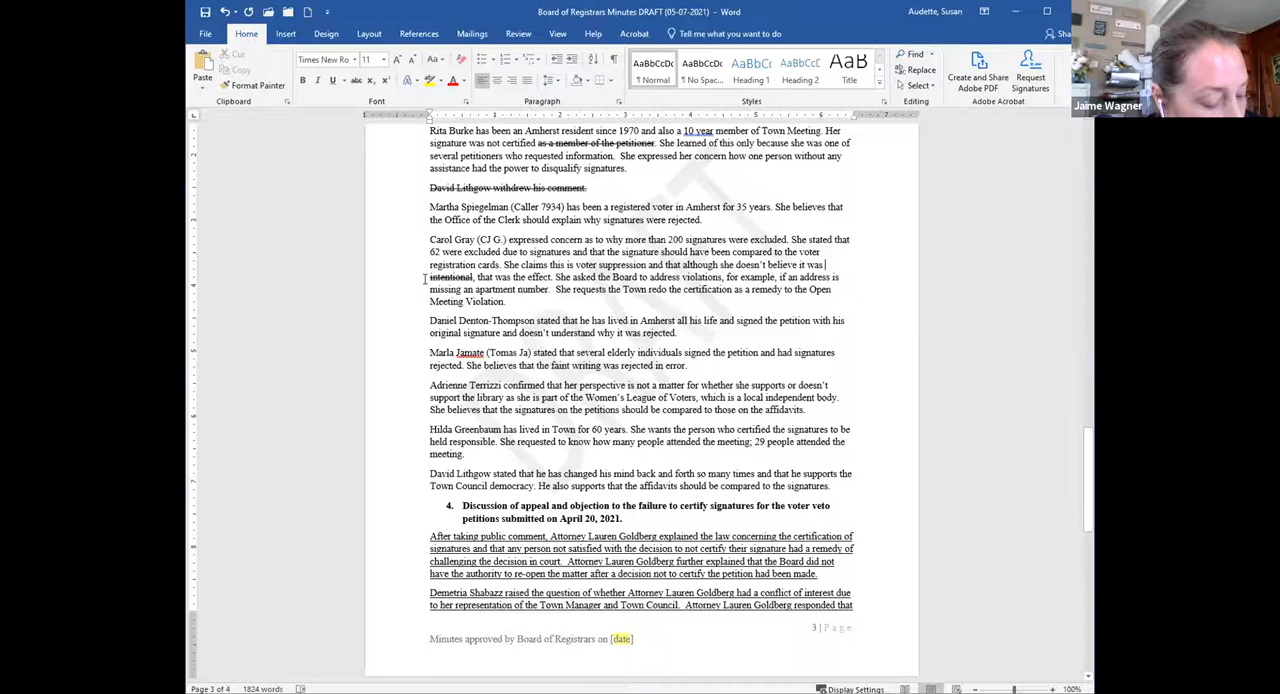 Board of Registrars Minutes DRAFT (05-07-2021) - Word
Audette, Susan
File Home Insert Design Layout References Mailings Review View Help Acrobat Tell me what you want to do
Cut
Copy
Paste
Format Painter
Clipboard
Times New Ro 11
Font
Paragraph
AaBbCcDc AaBbCcDc AaBbCc AaBbCcD AaB
¶ Normal ¶ No Spac... Heading 1 Heading 2 Title
Styles
Find
Replace
Select
Editing
Create and Share Adobe PDF
Request Signatures
Adobe Acrobat
Jaime Wagner
Rita Burke has been an Amherst resident since 1970 and also a 10 year member of Town Meeting. Her
signature was not certified as a member of the petitioner. She learned of this only because she was one of
several petitioners who requested information. She expressed her concern how one person without any
assistance had the power to disqualify signatures.
David Lithgow withdrew his comment.
Martha Spiegelman (Caller 7934) has been a registered voter in Amherst for 35 years. She believes that
the Office of the Clerk should explain why signatures were rejected.
Carol Gray (CJ G.) expressed concern as to why more than 200 signatures were excluded. She stated that
62 were excluded due to signatures and that the signature should have been compared to the voter
registration cards. She claims this is voter suppression and that although she doesn't believe it was
intentional, that was the effect. She asked the Board to address violations, for example, if an address is
missing an apartment number. She requests the Town redo the certification as a remedy to the Open
Meeting Violation.
Daniel Denton-Thompson stated that he has lived in Amherst all his life and signed the petition with his
original signature and doesn't understand why it was rejected.
Marla Jamate (Tomas Ja) stated that several elderly individuals signed the petition and had signatures
rejected. She believes that the faint writing was rejected in error.
Adrienne Terrizzi confirmed that her perspective is not a matter for whether she supports or doesn't
support the library as she is part of the Women's League of Voters, which is a local independent body.
She believes that the signatures on the petitions should be compared to those on the affidavits.
Hilda Greenbaum has lived in Town for 60 years. She wants the person who certified the signatures to be
held responsible. She requested to know how many people attended the meeting; 29 people attended the
meeting.
David Lithgow stated that he has changed his mind back and forth so many times and that he supports the
Town Council democracy. He also supports that the affidavits should be compared to the signatures.
4. Discussion of appeal and objection to the failure to certify signatures for the voter veto
petitions submitted on April 20, 2021.
After taking public comment, Attorney Lauren Goldberg explained the law concerning the certification of
signatures and that any person not satisfied with the decision to not certify their signature had a remedy of
challenging the decision in court. Attorney Lauren Goldberg further explained that the Board did not
have the authority to re-open the matter after a decision not to certify the petition had been made.
Demetria Shabazz raised the question of whether Attorney Lauren Goldberg had a conflict of interest due
to her representation of the Town Manager and Town Council. Attorney Lauren Goldberg responded that
3 | Page
Minutes approved by Board of Registrars on [date]
DRAFT
Page 3 of 4 1824 words
Display Settings
100%